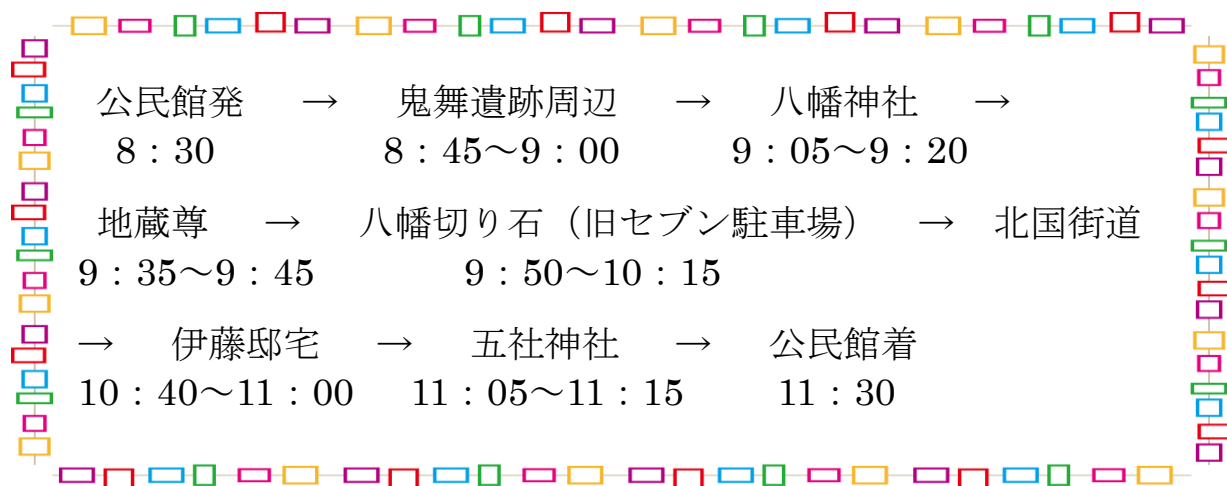 公民館発 → 鬼舞遺跡周辺 → 八幡神社 →
8：30 8：45～9：00 9：05～9：20
地蔵尊 → 八幡切り石（旧セブン駐車場） → 北国街道
9：35～9：45 9：50～10：15
→ 伊藤邸宅 → 五社神社 → 公民館着
10：40～11：00 11：05～11：15 11：30